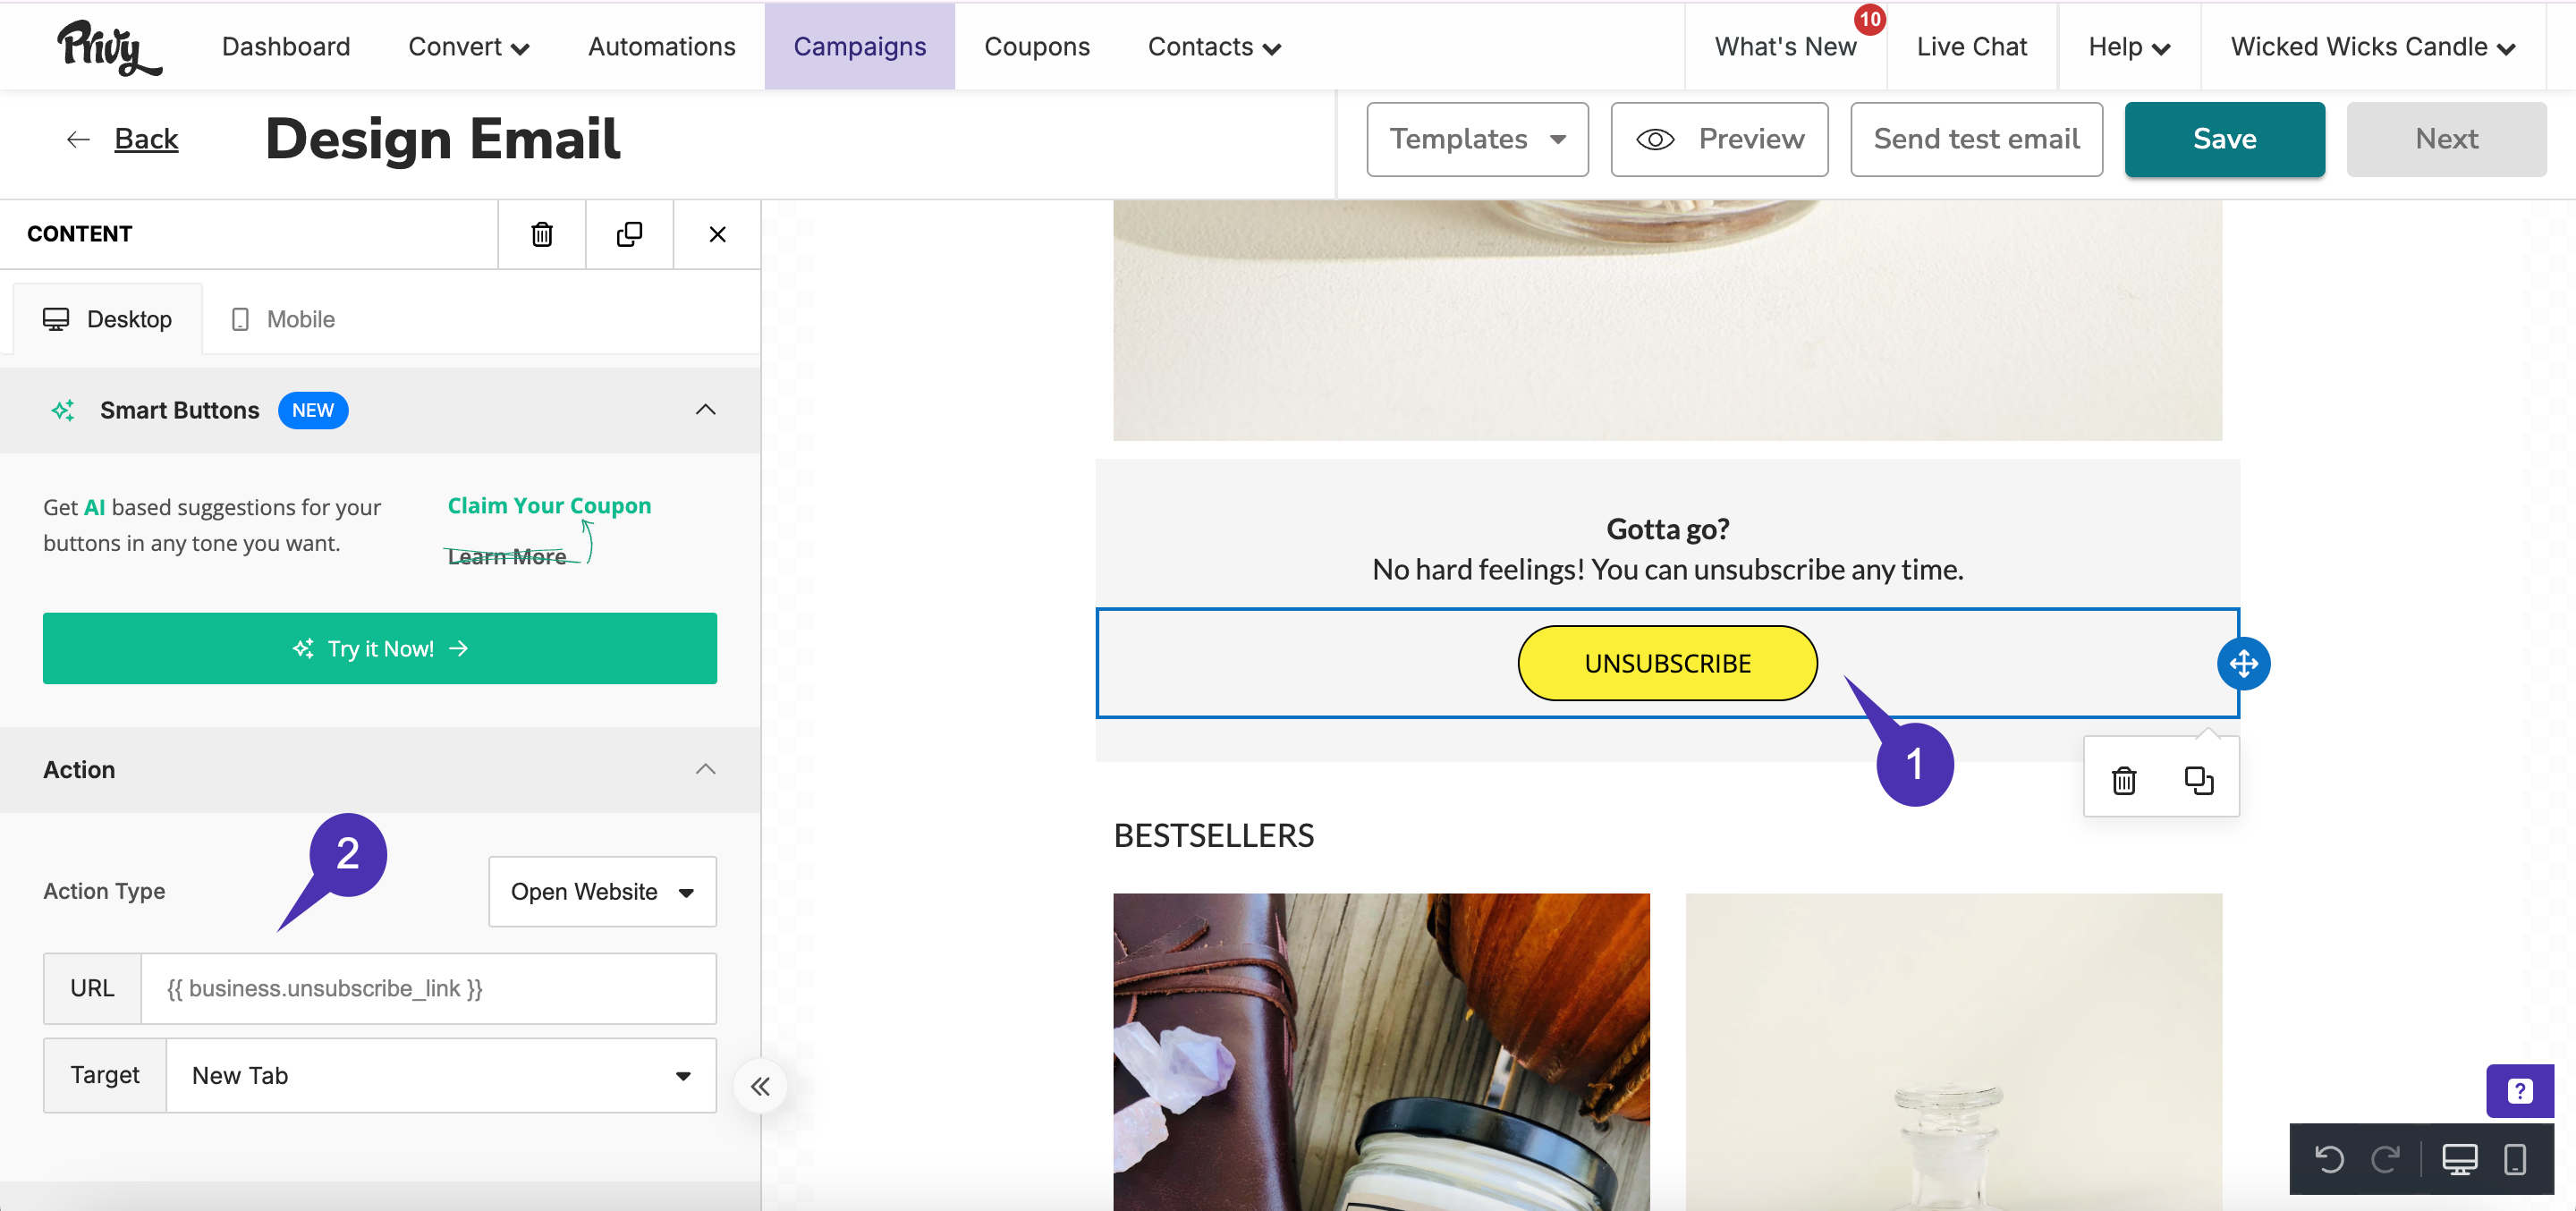 Privy
Dashboard
Convert
Automations
Campaigns
Coupons
Contacts
What's New
10
Live Chat
Help
Wicked Wicks Candle
Back
Design Email
Templates
Preview
Send test email
Save
Next
CONTENT
Desktop
Mobile
Smart Buttons
NEW
Get AI based suggestions for your
buttons in any tone you want.
Claim Your Coupon
Learn More
Try it Now!
Action
2
Action Type
Open Website
URL
{{ business.unsubscribe_link }}
Target
New Tab
Gotta go?
No hard feelings! You can unsubscribe any time.
UNSUBSCRIBE
1
BESTSELLERS
?